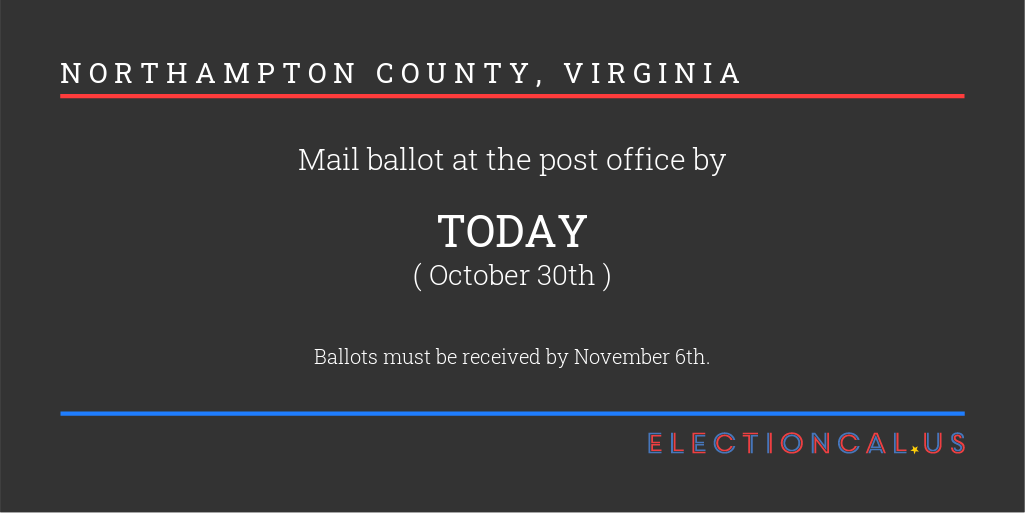 NORTHAMPTON COUNTY, VIRGINIA
Mail ballot at the post office by
TODAY
( October 30th )
Ballots must be received by November 6th.
ELECTIONCAL.US